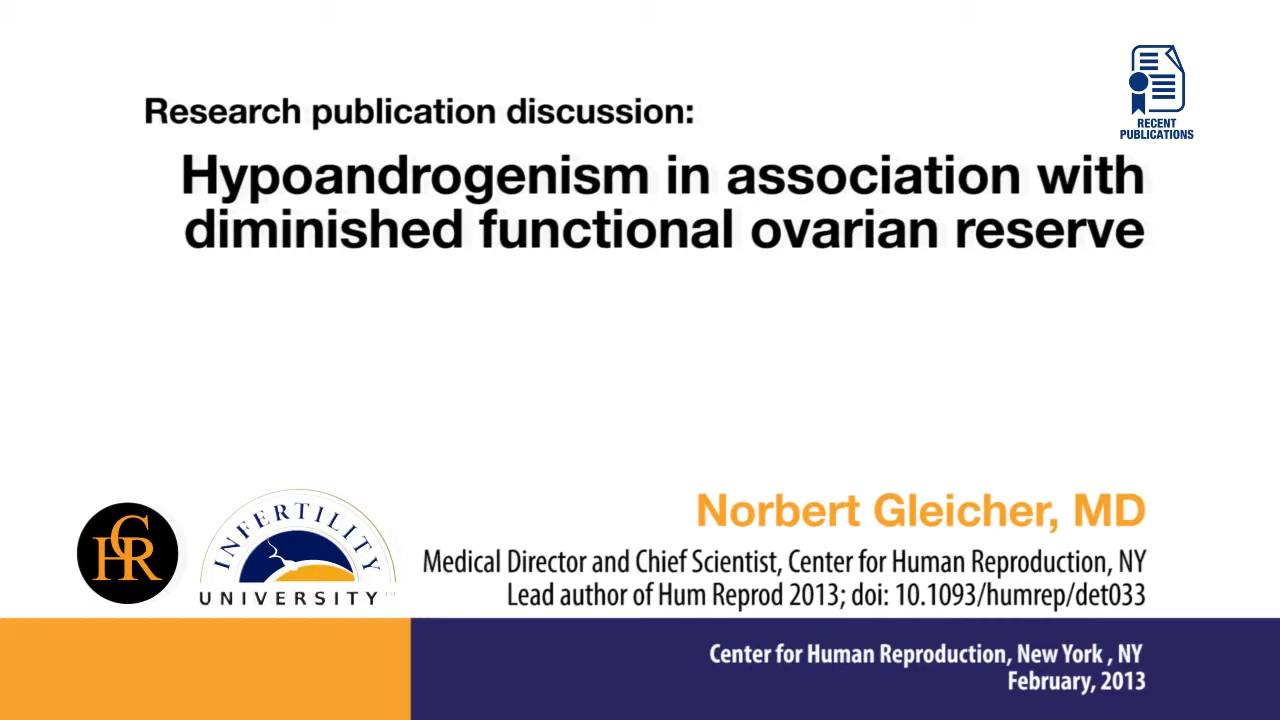 RECENT
PUBLICATIONS
Research publication discussion:
Hypoandrogenism in association with
diminished functional ovarian reserve
Norbert Gleicher, MD
Medical Director and Chief Scientist, Center for Human Reproduction, NY
Lead author of Hum Reprod 2013; doi: 10.1093/humrep/det033
CHR
INFERTILITY
UNIVERSITY™
Center for Human Reproduction, New York , NY
February, 2013